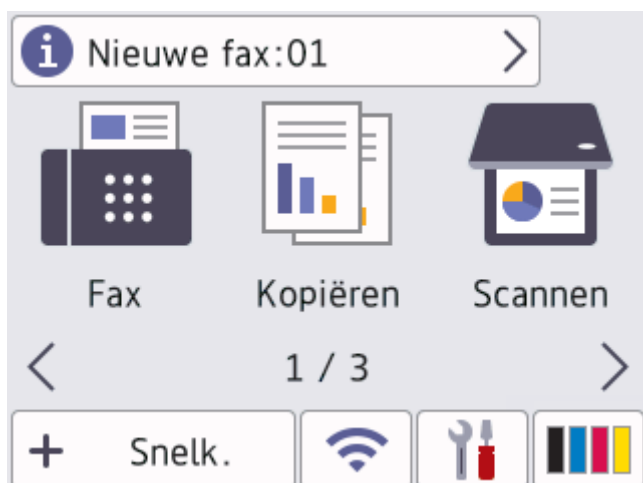 Nieuwe fax:01
Fax
Kopiëren
Scannen
1 / 3
Snelk.